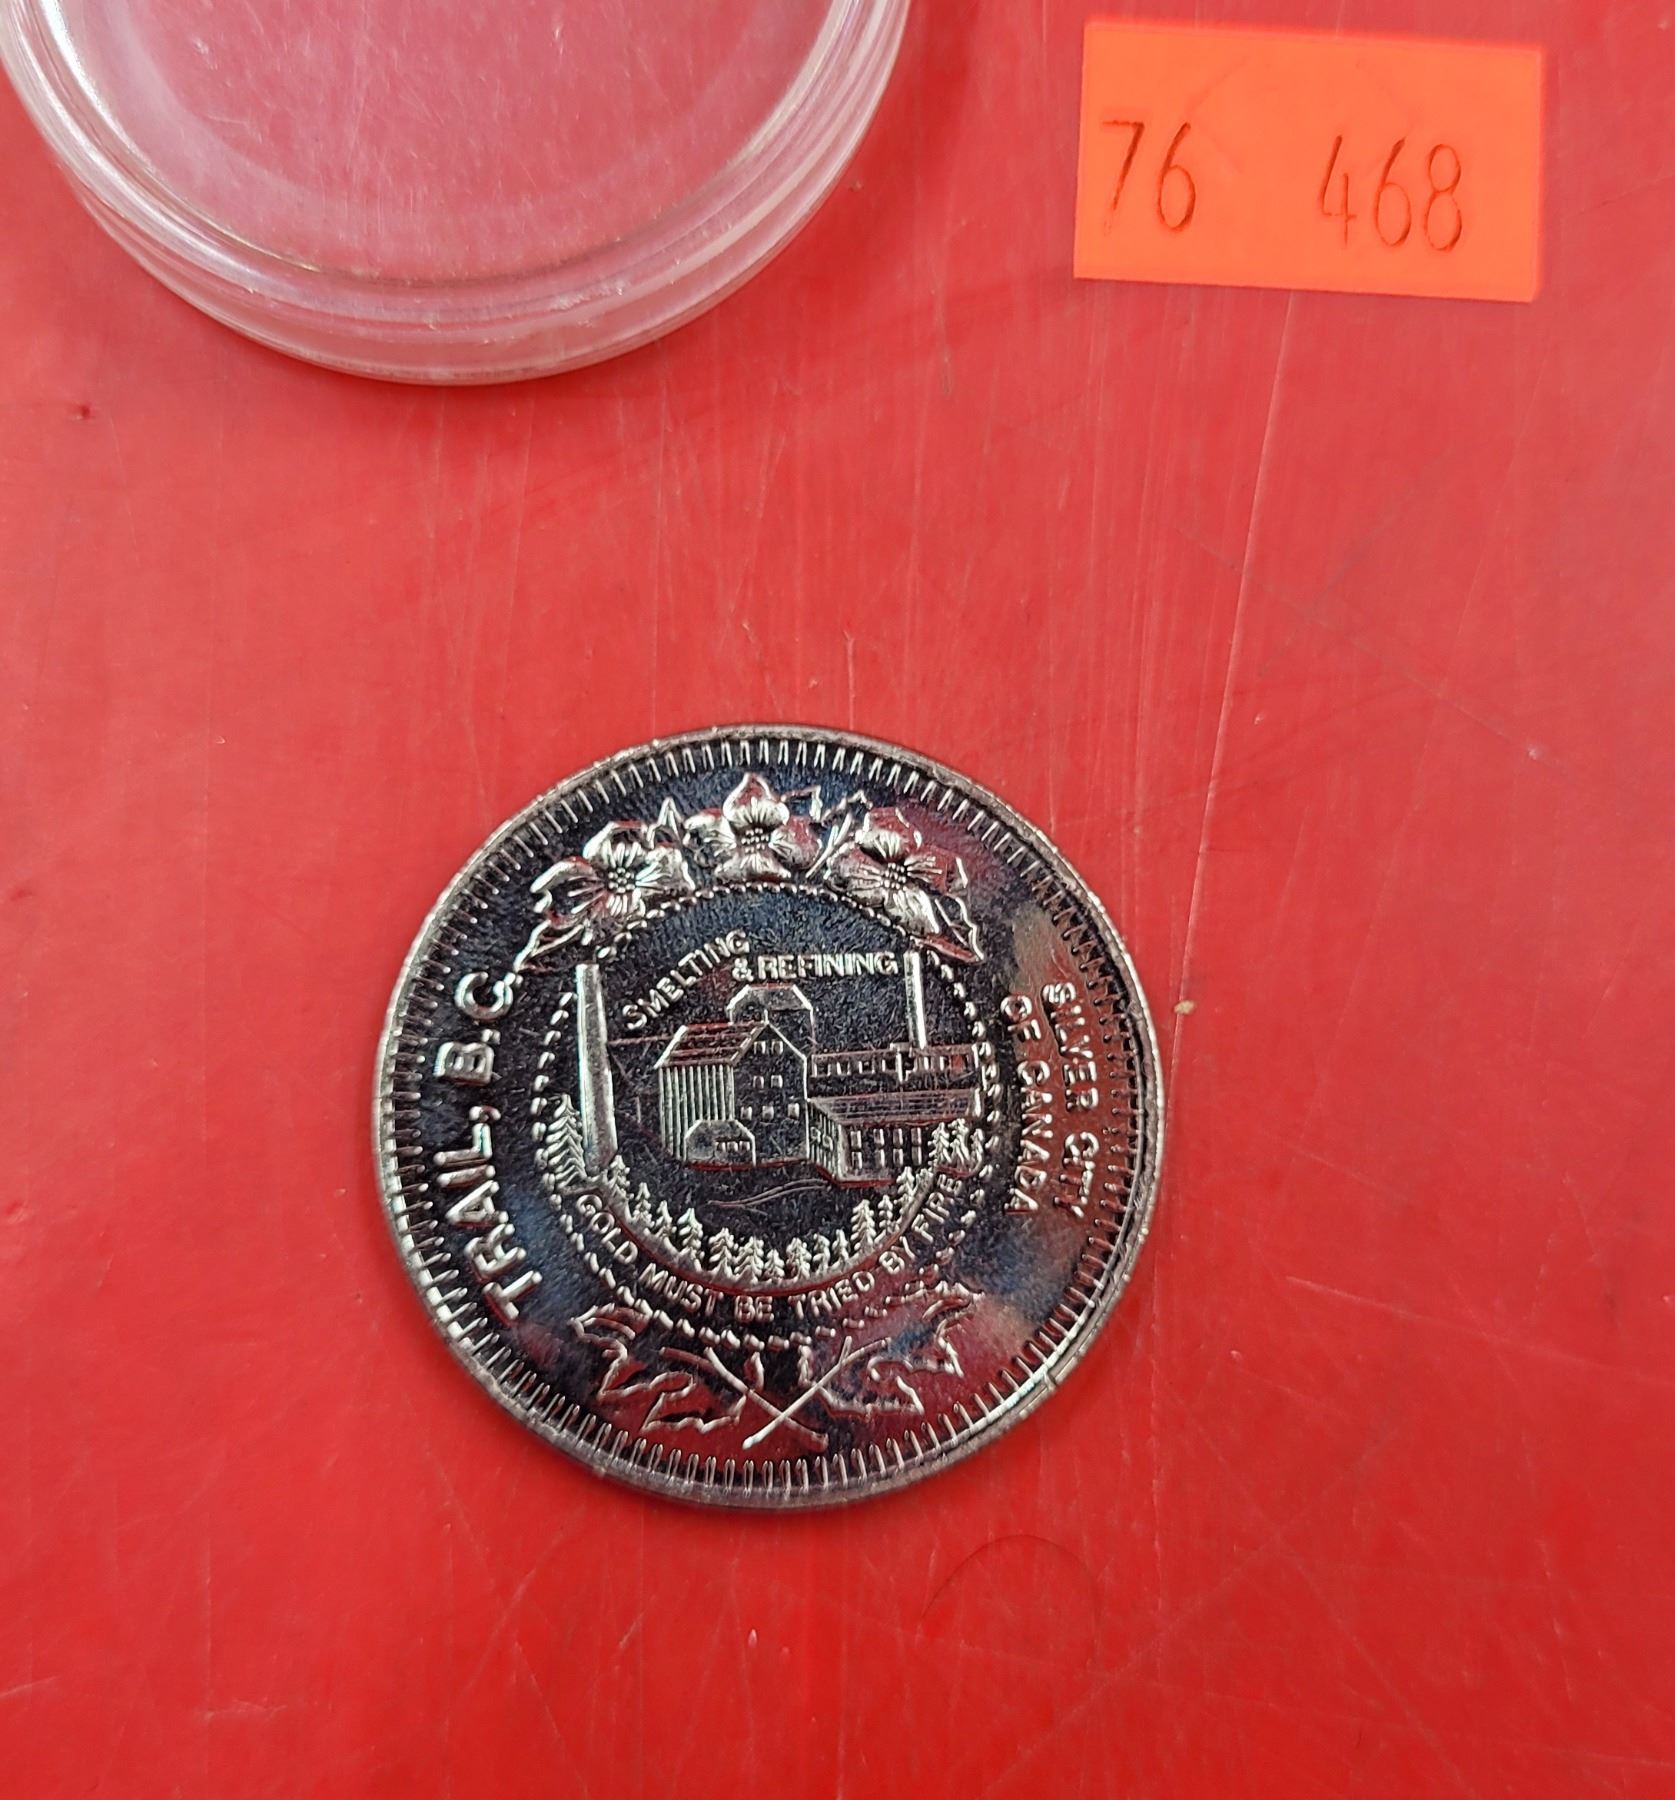 76 468
TRAIL, B.C.
SMELTING
& REFINING
GOLD MUST BE TRIED BY FIRE
SILVER CITY
OF CANADA